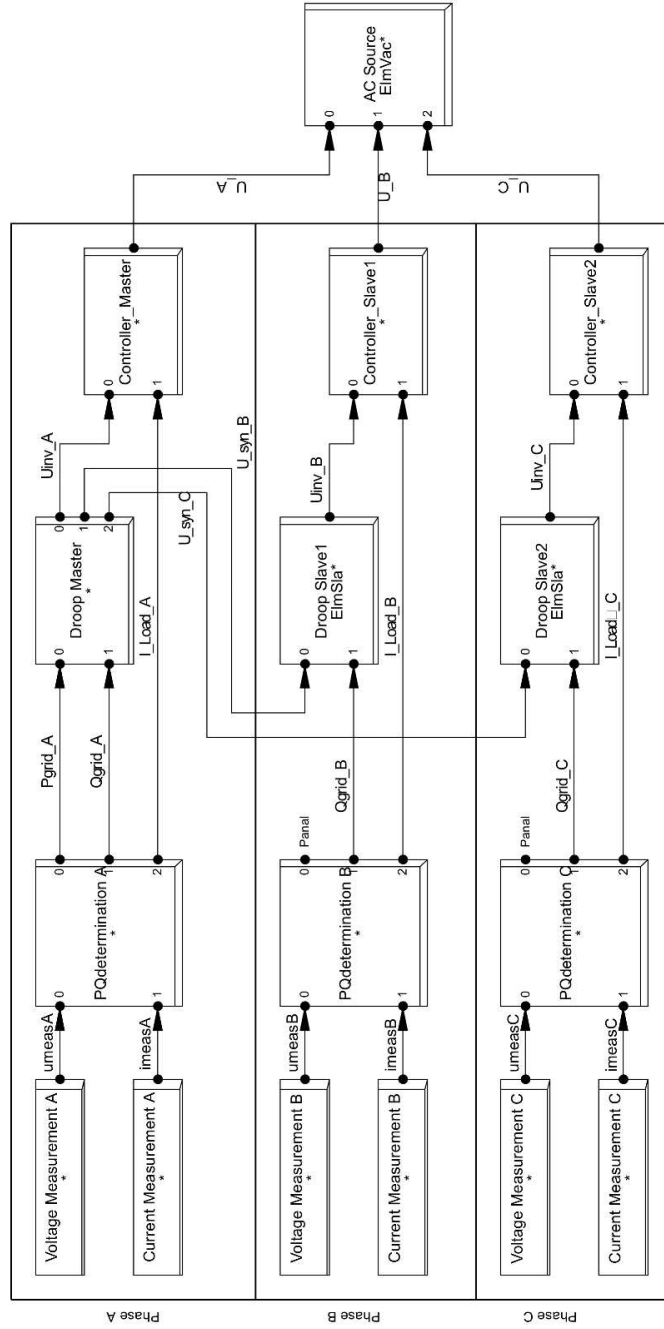 Phase A
Voltage Measurement A
*
Current Measurement A
*
umeasA
imeasA
0
1
PQdetermination A
*
0
1
2
Pgrid_A
Qgrid_A
I_Load_A
0
1
Droop Master
*
0
1
2
Uinv_A
U_syn_B
U_syn_C
0
1
Controller_Master
*
U_A
Phase B
Voltage Measurement B
*
Current Measurement B
*
umeasB
imeasB
0
1
PQdetermination B
*
0
1
2
Panal
Qgrid_B
I_Load_B
0
1
Droop Slave1
ElmSla*
Uinv_B
0
1
Controller_Slave1
*
U_B
Phase C
Voltage Measurement C
*
Current Measurement C
*
umeasC
imeasC
0
1
PQdetermination C
*
0
1
2
Panal
Qgrid_C
I_Load_C
0
1
Droop Slave2
ElmSla*
Uinv_C
0
1
Controller_Slave2
*
U_C
0
1
2
AC Source
ElmVac*